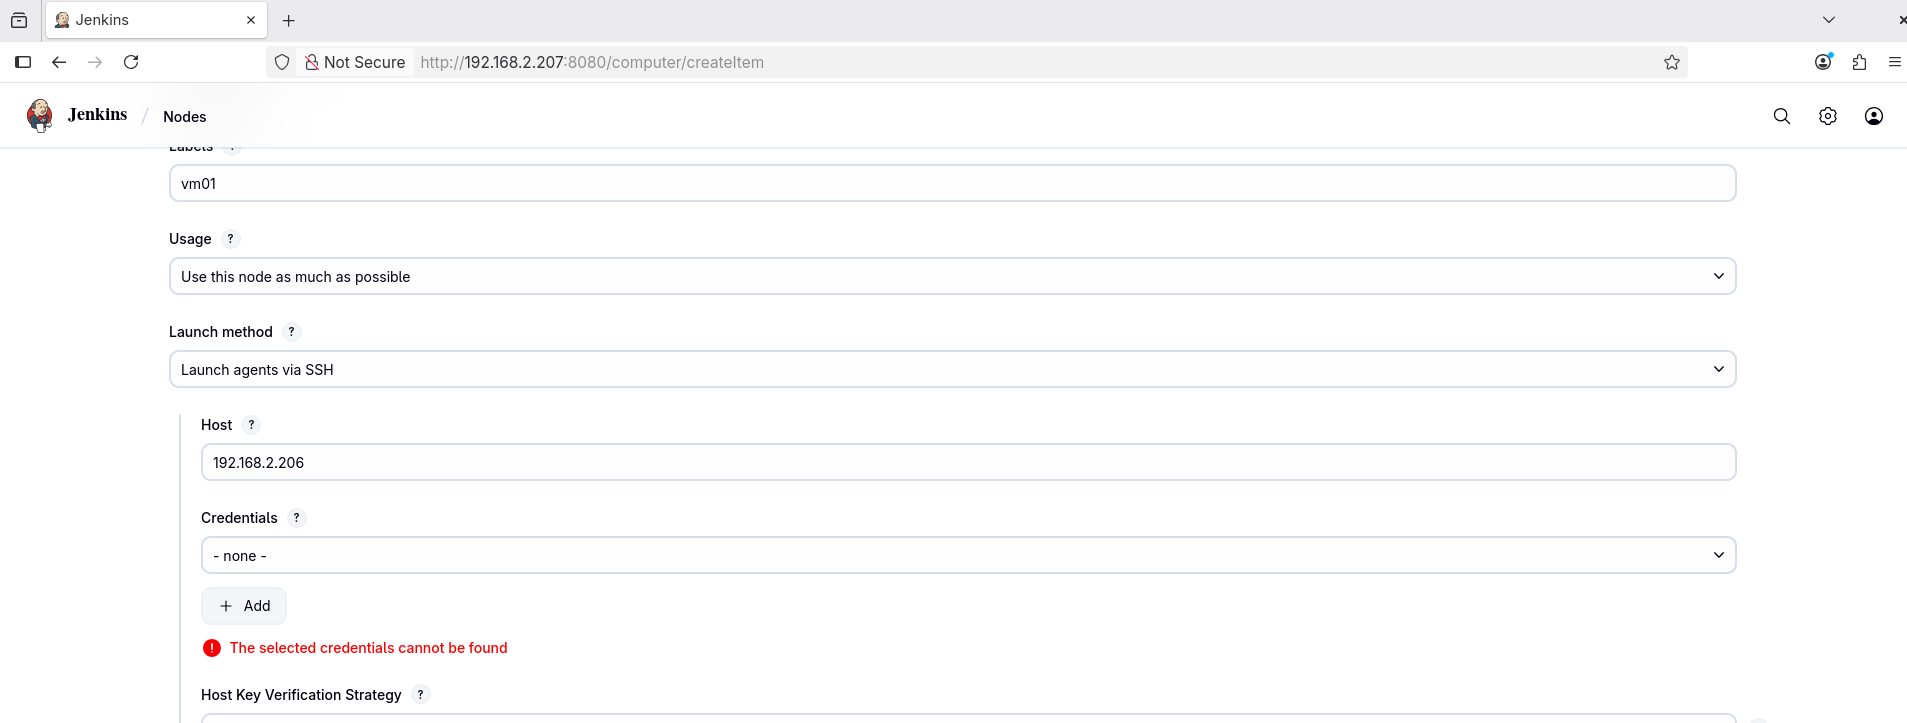 Jenkins
Not Secure http://192.168.2.207:8080/computer/createItem
Jenkins / Nodes
Labels ?
vm01
Usage ?
Use this node as much as possible
Launch method ?
Launch agents via SSH
Host ?
192.168.2.206
Credentials ?
- none -
+ Add
! The selected credentials cannot be found
Host Key Verification Strategy ?